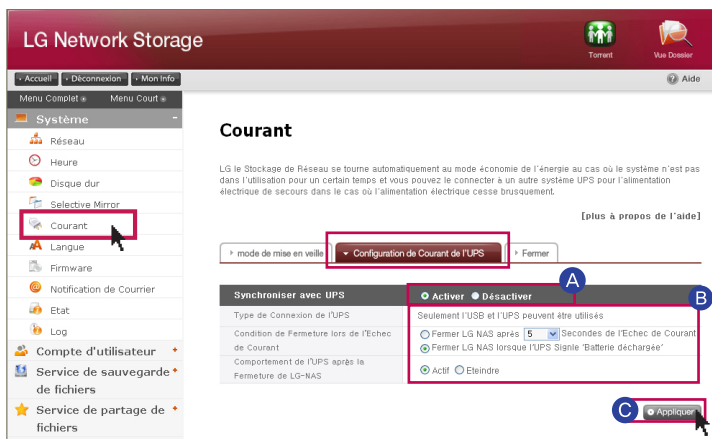 LG Network Storage
Torrent
Vue Dossier
Accueil
Déconnexion
Mon Info
Aide
Menu Complet
Menu Court
Système -
Réseau
Heure
Disque dur
Selective Mirror
Courant
Langue
Firmware
Notification de Courrier
Etat
Log
Compte d'utilisateur +
Service de sauvegarde +
de fichiers
Service de partage de +
fichiers
Courant
LG le Stockage de Réseau se tourne automatiquement au mode économie de l'énergie au cas où le système n'est pas
dans l'utilisation pour un certain temps et vous pouvez le connecter à un autre système UPS pour l'alimentation
électrique de secours dans le cas où l'alimentation électrique cesse brusquement.
[plus à propos de l'aide]
mode de mise en veille
Configuration de Courant de l'UPS
Fermer
A
Synchroniser avec UPS
Activer Désactiver
B
Type de Connexion de l'UPS
Seulement l'USB et l'UPS peuvent être utilisés
Condition de Fermeture lors de l'Echec
de Courant
Fermer LG NAS après 5 Secondes de l'Echec de Courant
Fermer LG NAS lorsque l'UPS Signle 'Batterie déchargée'
Comportement de l'UPS après la
Fermeture de LG-NAS
Actif Eteindre
C
Appliquer